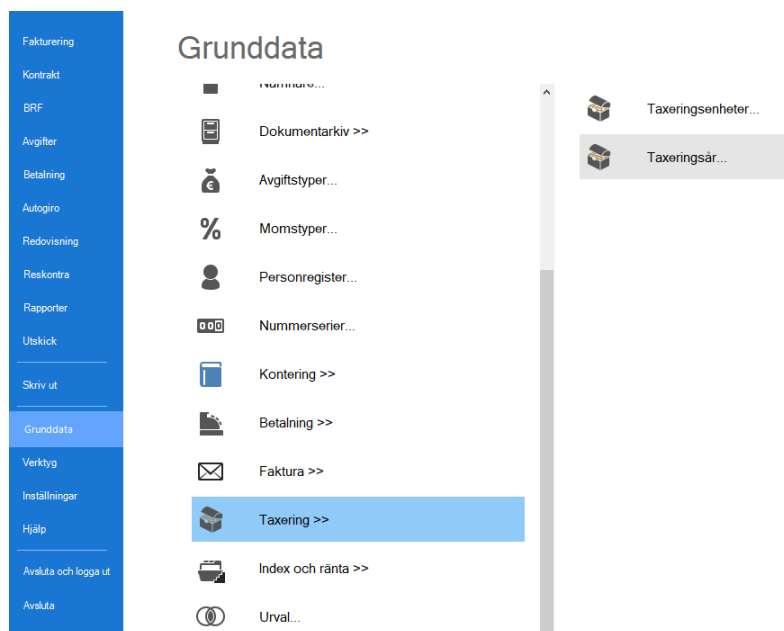 Fakturering
Kontrakt
BRF
Avgifter
Betalning
Autogiro
Redovisning
Reskontra
Rapporter
Utskick
Skriv ut
Grunddata
Verktyg
Inställningar
Hjälp
Avsluta och logga ut
Avsluta
Grunddata
Dokumentarkiv >>
Avgiftstyper...
Momstyper...
Personregister...
Nummerserier...
Kontering >>
Betalning >>
Faktura >>
Taxering >>
Index och ränta >>
Urval...
Taxeringsenheter...
Taxeringsår...